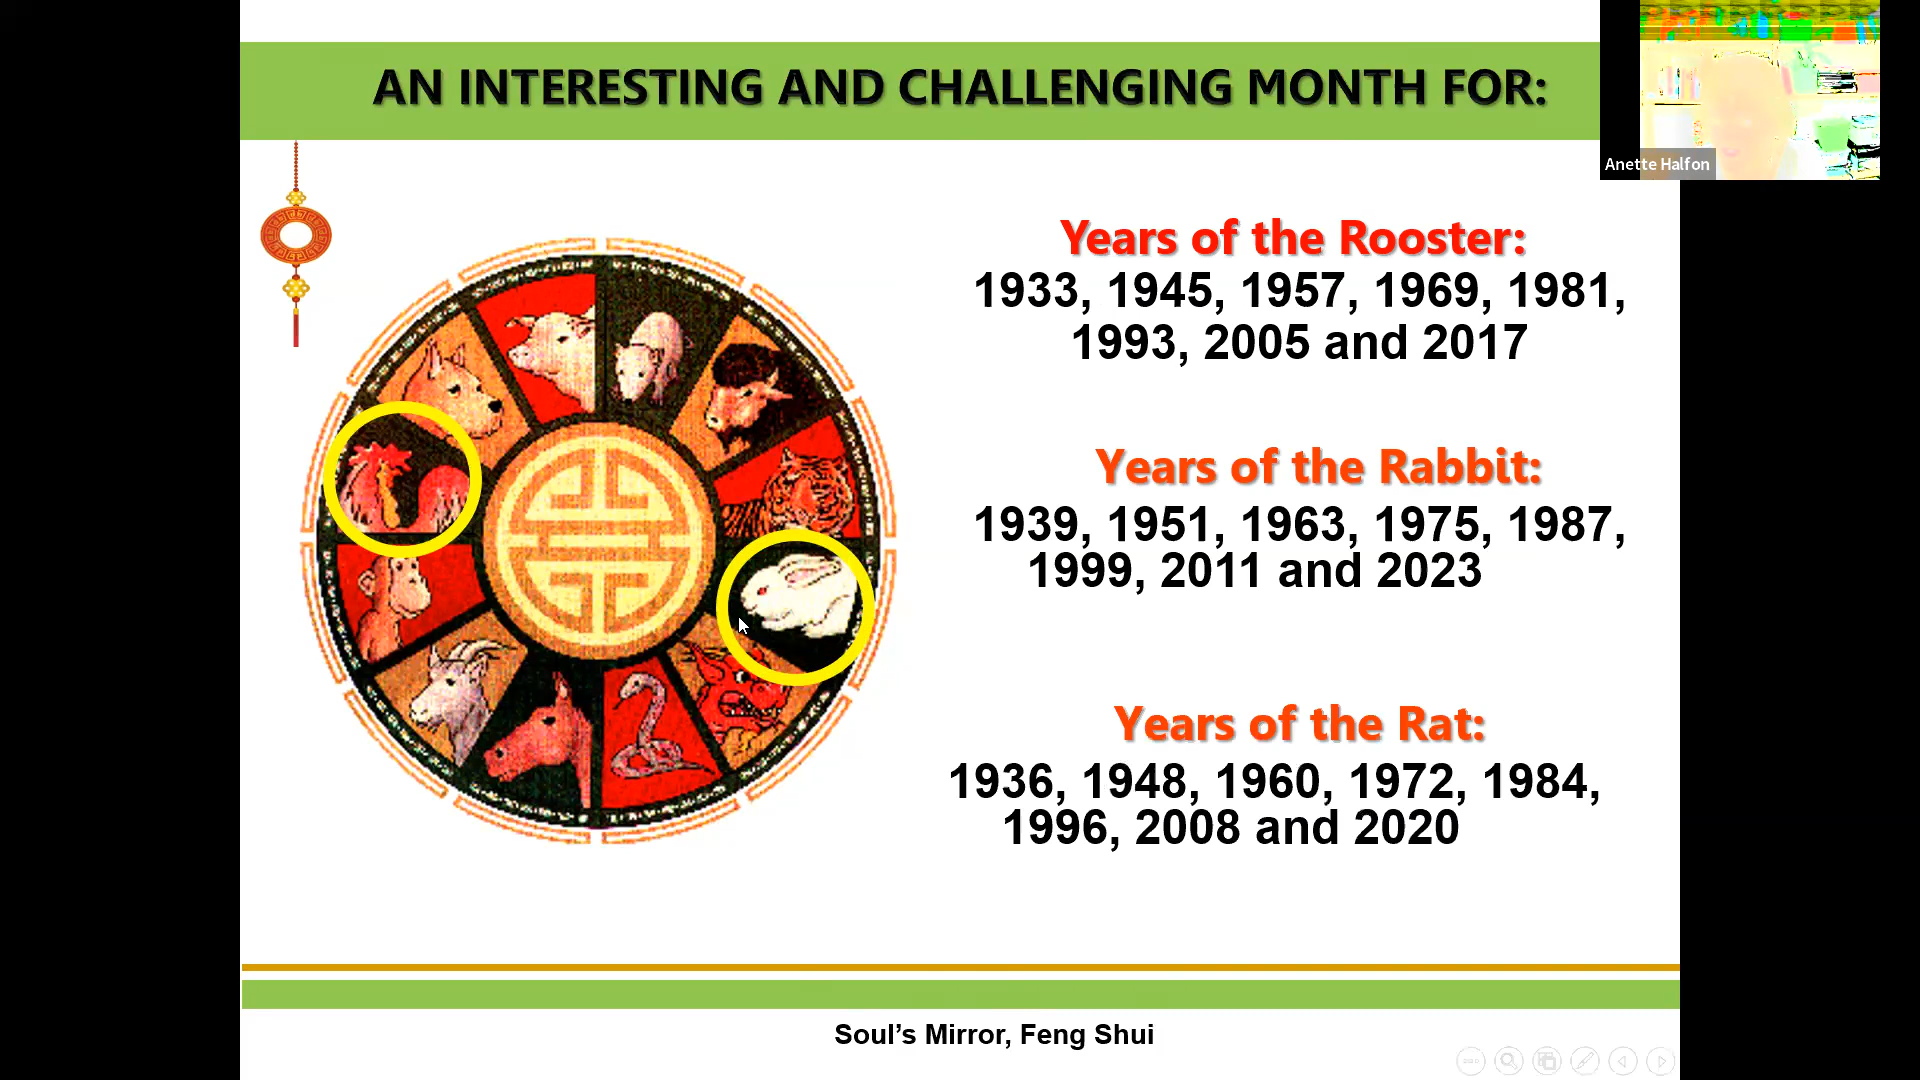 AN INTERESTING AND CHALLENGING MONTH FOR:
Anette Halfon
Years of the Rooster:
1933, 1945, 1957, 1969, 1981,
1993, 2005 and 2017
Years of the Rabbit:
1939, 1951, 1963, 1975, 1987,
1999, 2011 and 2023
Years of the Rat:
1936, 1948, 1960, 1972, 1984,
1996, 2008 and 2020
Soul’s Mirror, Feng Shui